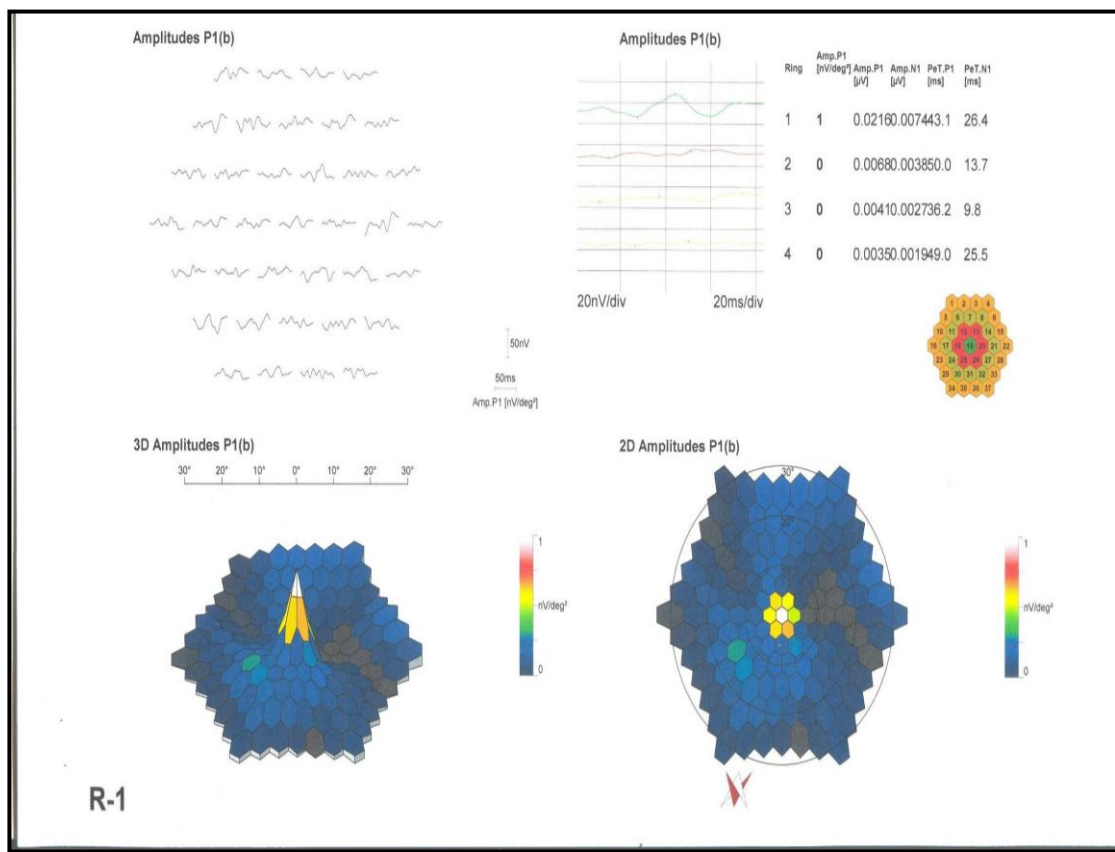 Amplitudes P1(b)
50nV
50ms
Amp.P1 [nV/deg²]
Amplitudes P1(b)
20nV/div 20ms/div
Ring Amp.P1 [nV/deg²] Amp.P1 [µV] Amp.N1 [µV] PeT.P1 [ms] PeT.N1 [ms]
1 1 0.02160.007443.1 26.4
2 0 0.00680.003850.0 13.7
3 0 0.00410.002736.2 9.8
4 0 0.00350.001949.0 25.5
1 2 3 4
5 6 7 8 9
10 11 12 13 14 15
16 17 18 19 20 21 22
23 24 25 26 27 28
29 30 31 32 33
34 35 36 37
3D Amplitudes P1(b)
30° 20° 10° 0° 10° 20° 30°
1
nV/deg²
0
2D Amplitudes P1(b)
30°
1
nV/deg²
0
R-1